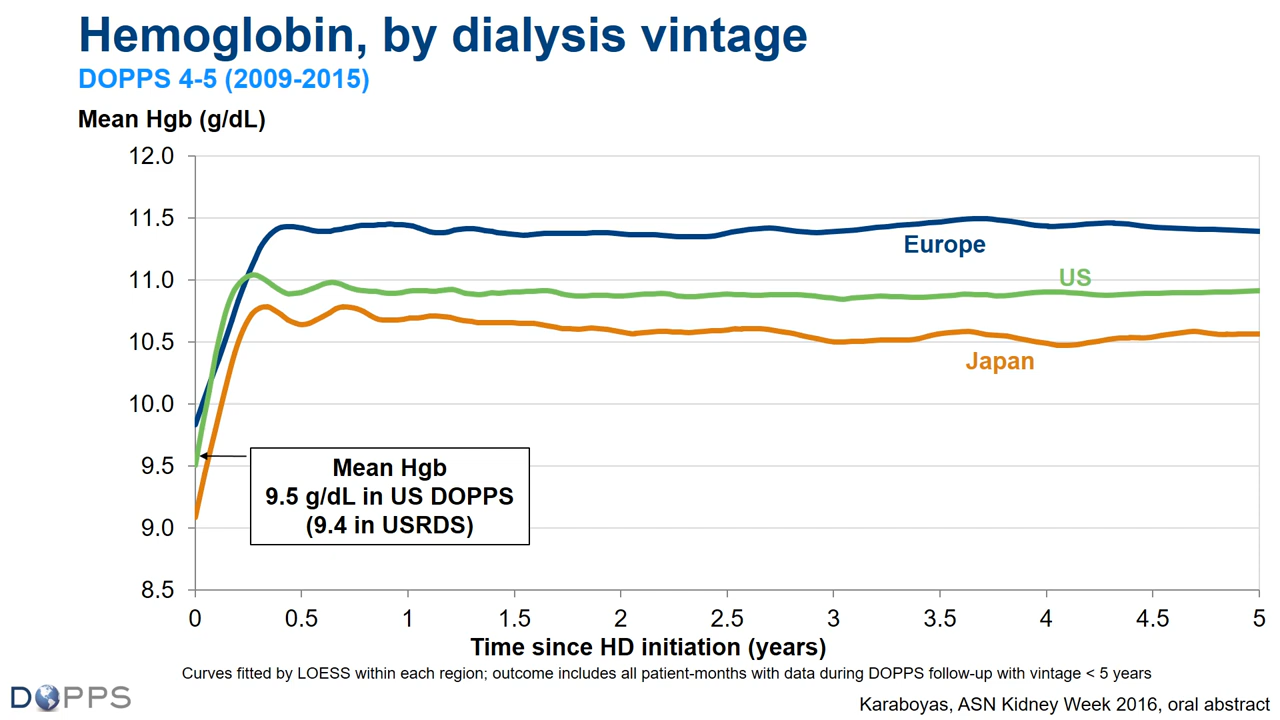 Hemoglobin, by dialysis vintage
DOPPS 4-5 (2009-2015)
Mean Hgb (g/dL)
12.0
11.5
11.0
10.5
10.0
9.5
9.0
8.5
Europe
US
Japan
Mean Hgb
9.5 g/dL in US DOPPS
(9.4 in USRDS)
0 0.5 1 1.5 2 2.5 3 3.5 4 4.5 5
Time since HD initiation (years)
Curves fitted by LOESS within each region; outcome includes all patient-months with data during DOPPS follow-up with vintage < 5 years
DOPPS
Karaboyas, ASN Kidney Week 2016, oral abstract